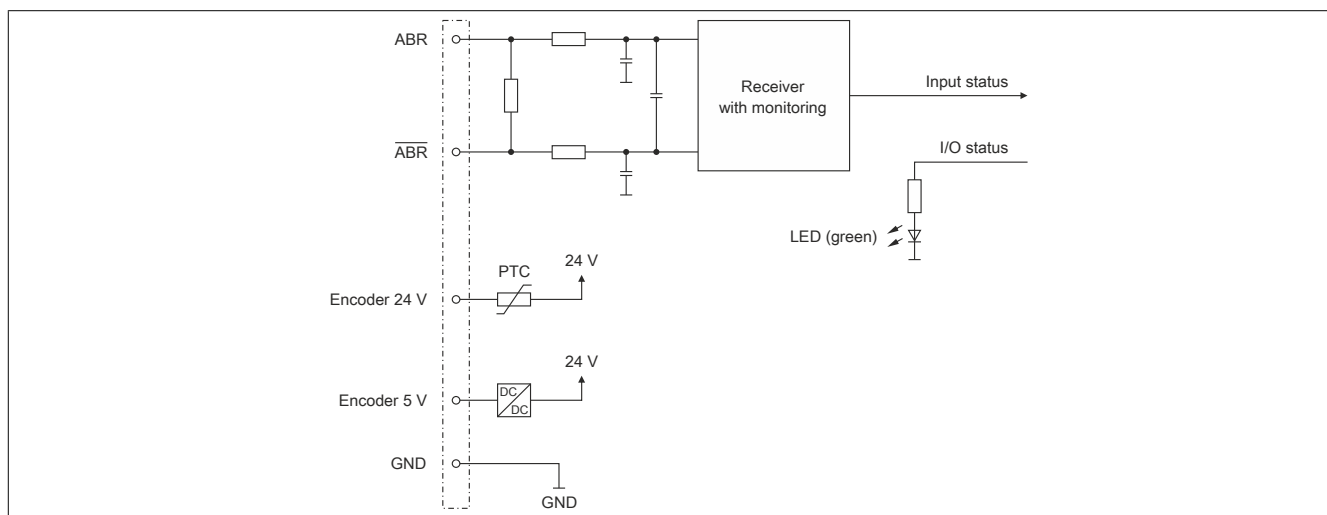 ABR
Receiver
with monitoring
Input status
A̅B̅R̅
I/O status
LED (green)
PTC
24 V
Encoder 24 V
24 V
Encoder 5 V
DC
DC
GND
GND